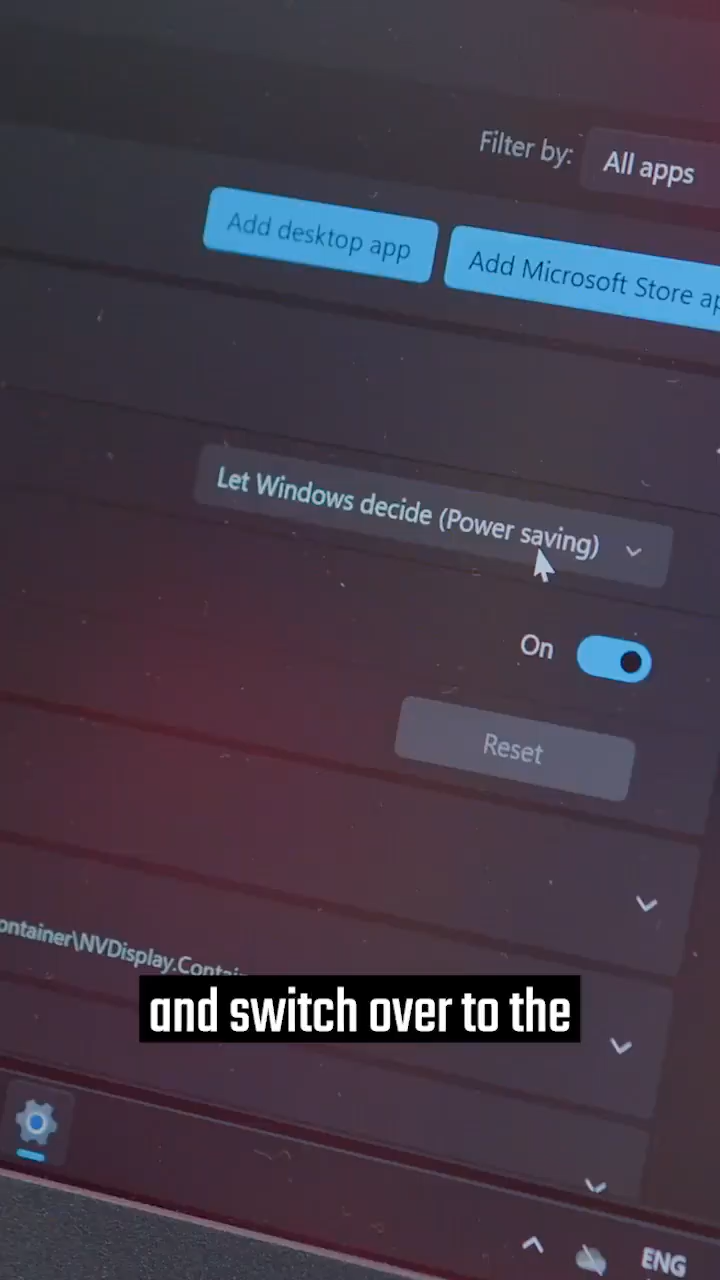 Filter by:
All apps
Add desktop app
Add Microsoft Store ap
Let Windows decide (Power saving)
On
Reset
ontainer\NVDisplay.Contai
and switch over to the
ENG